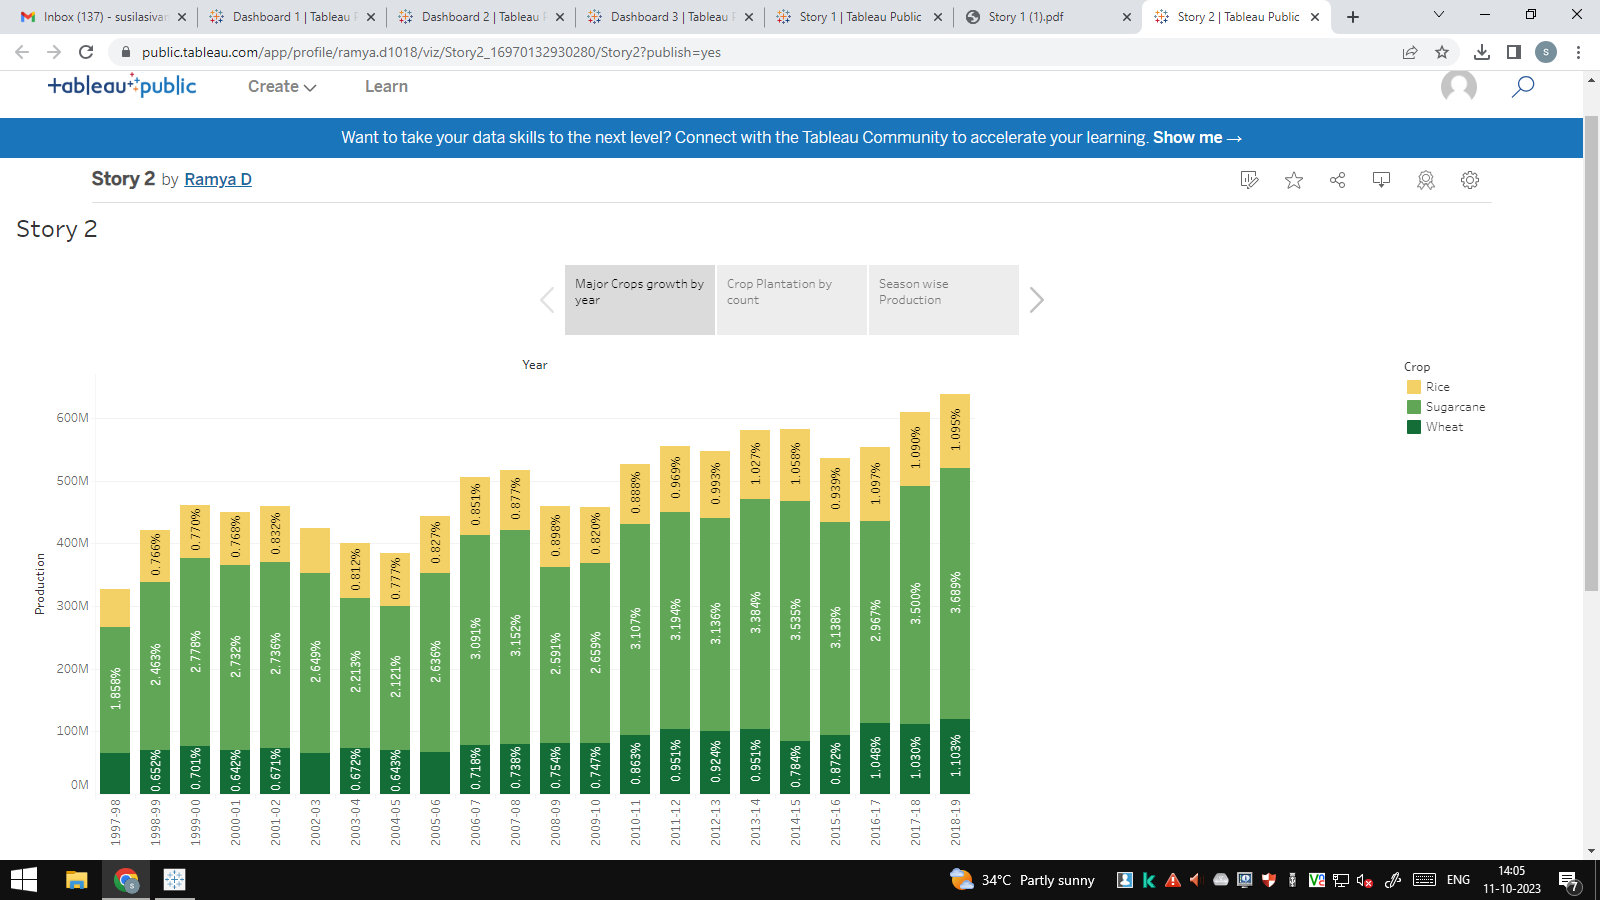 Inbox (137) - susilasivar
Dashboard 1 | Tableau F
Dashboard 2 | Tableau F
Dashboard 3 | Tableau F
Story 1 | Tableau Public
Story 1 (1).pdf
Story 2 | Tableau Public
public.tableau.com/app/profile/ramya.d1018/viz/Story2_16970132930280/Story2?publish=yes
S
+ableau public
Create
Learn
Want to take your data skills to the next level? Connect with the Tableau Community to accelerate your learning. Show me →
Story 2 by Ramya D
Story 2
Major Crops growth by
year
Crop Plantation by
count
Season wise
Production
Year
Crop
Rice
Sugarcane
Wheat
Production
600M
500M
400M
300M
200M
100M
0M
0.766%
0.770%
0.768%
0.832%
0.812%
0.777%
0.827%
0.851%
0.877%
0.898%
0.820%
0.888%
0.969%
0.993%
1.027%
1.058%
0.939%
1.097%
1.090%
1.095%
1.858%
2.463%
2.778%
2.732%
2.736%
2.649%
2.213%
2.121%
2.636%
3.091%
3.152%
2.591%
2.659%
3.107%
3.194%
3.136%
3.384%
3.535%
3.138%
2.967%
3.500%
3.689%
0.652%
0.701%
0.642%
0.671%
0.672%
0.643%
0.718%
0.738%
0.754%
0.747%
0.863%
0.951%
0.924%
0.951%
0.784%
0.872%
1.048%
1.030%
1.103%
1997-98
1998-99
1999-00
2000-01
2001-02
2002-03
2003-04
2004-05
2005-06
2006-07
2007-08
2008-09
2009-10
2010-11
2011-12
2012-13
2013-14
2014-15
2015-16
2016-17
2017-18
2018-19
34°C Partly sunny
ENG
14:05
11-10-2023
7